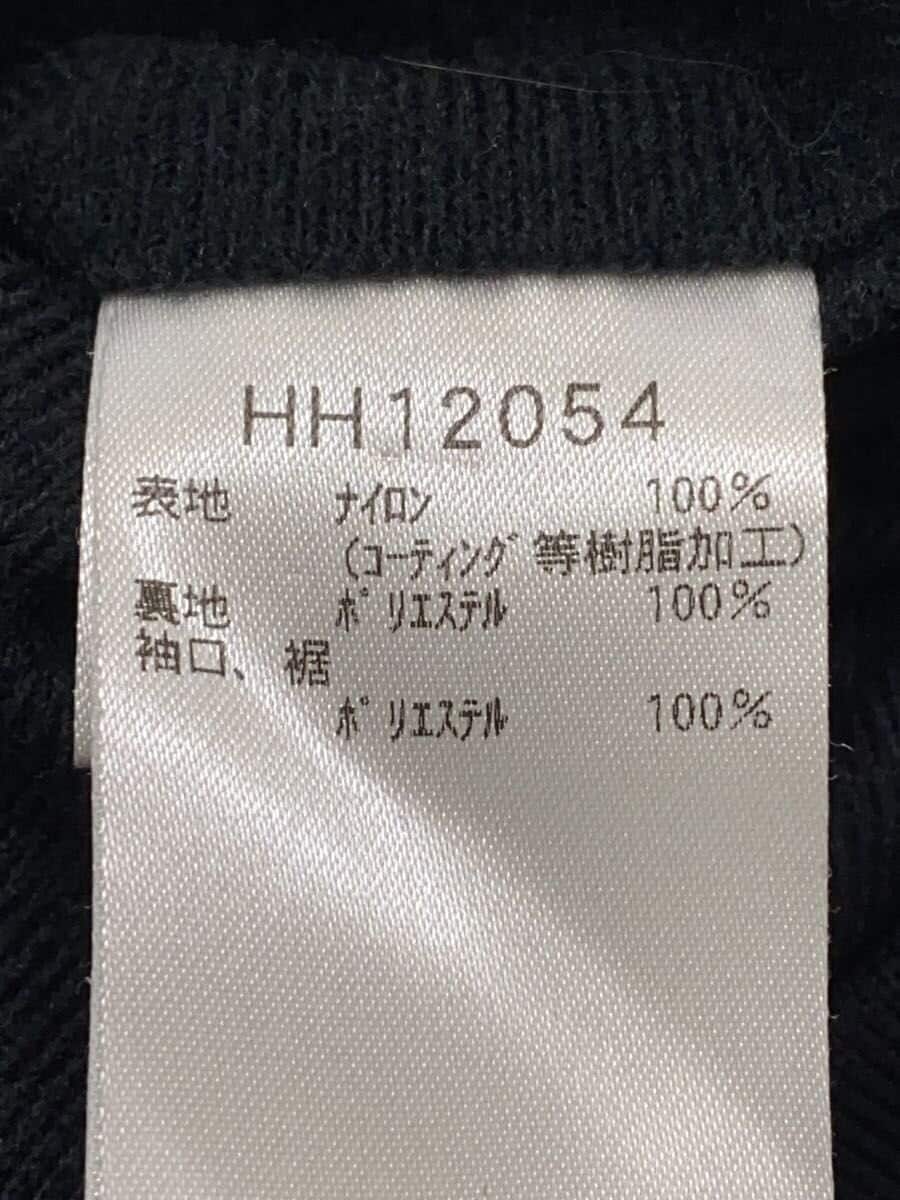 HH12054
表地 ナイロン 100%
(コーティング等樹脂加工)
裏地 ポリエステル 100%
袖口、裾
ポリエステル 100%